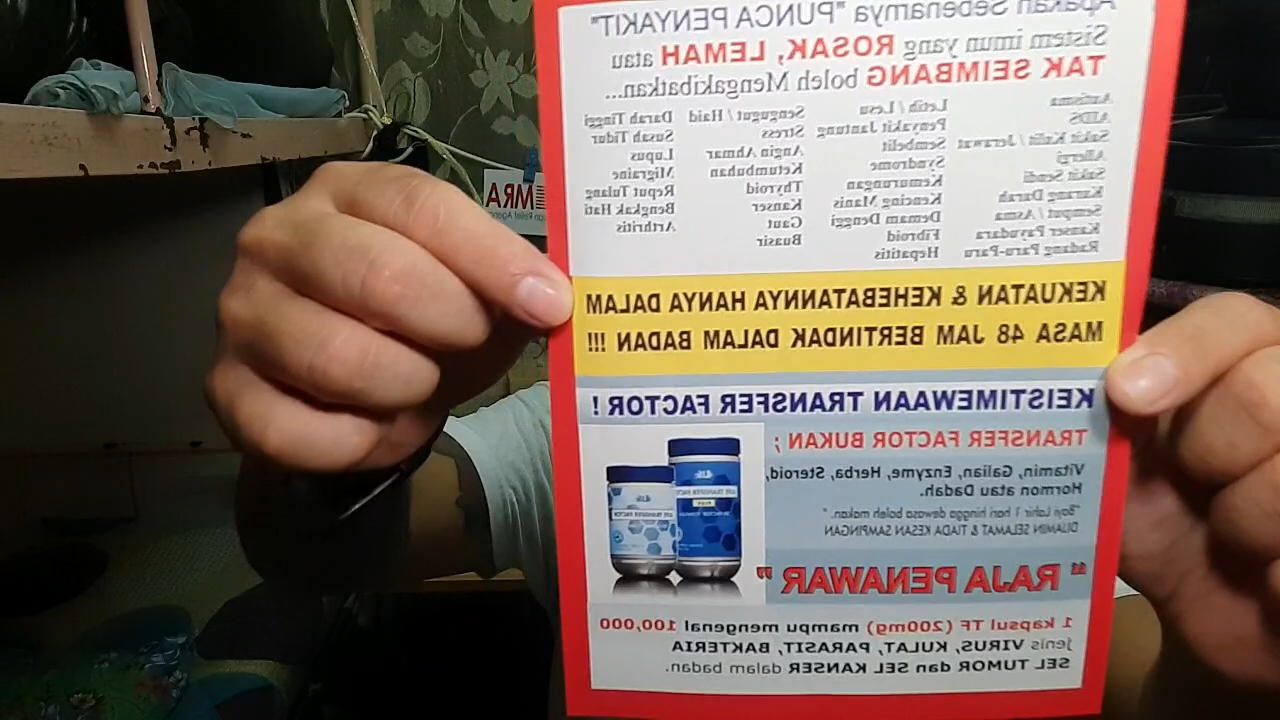 Apakah Sebenarnya "PUNCA PENYAKIT"
Sistem imun yang ROSAK, LEMAH atau
TAK SEIMBANG boleh Mengakibatkan...
Autisma
AIDS
Sakit Kulit / Jerawat
Allergi
Sakit Sendi
Kurang Darah
Semput / Asma
Kanser Payudara
Radang Paru-Paru
Letih / Lesu
Penyakit Jantung
Sembelit
Syndrome
Kemurungan
Kencing Manis
Demam Denggi
Fibroid
Hepatitis
Senggugut / Haid
Stress
Angin Ahmar
Ketumbuhan
Thyroid
Kanser
Gaut
Buasir
Darah Tinggi
Susah Tidur
Lupus
Migraine
Reput Tulang
Bengkak Hati
Arthritis
KEKUATAN & KEHEBATANNYA HANYA DALAM
MASA 48 JAM BERTINDAK DALAM BADAN !!!
KEISTIMEWAAN TRANSFER FACTOR !
TRANSFER FACTOR BUKAN ;
Vitamin, Galian, Enzyme, Herba, Steroid,
Hormon atau Dadah.
"Bayi Lahir 1 hari hingga dewasa boleh makan."
DIJAMIN SELAMAT & TIADA KESAN SAMPINGAN
" RAJA PENAWAR "
1 kapsul TF (200mg) mampu mengenal 100,000
jenis VIRUS, KULAT, PARASIT, BAKTERIA
SEL TUMOR dan SEL KANSER dalam badan.
4Life
4Life
PLUS
MRA